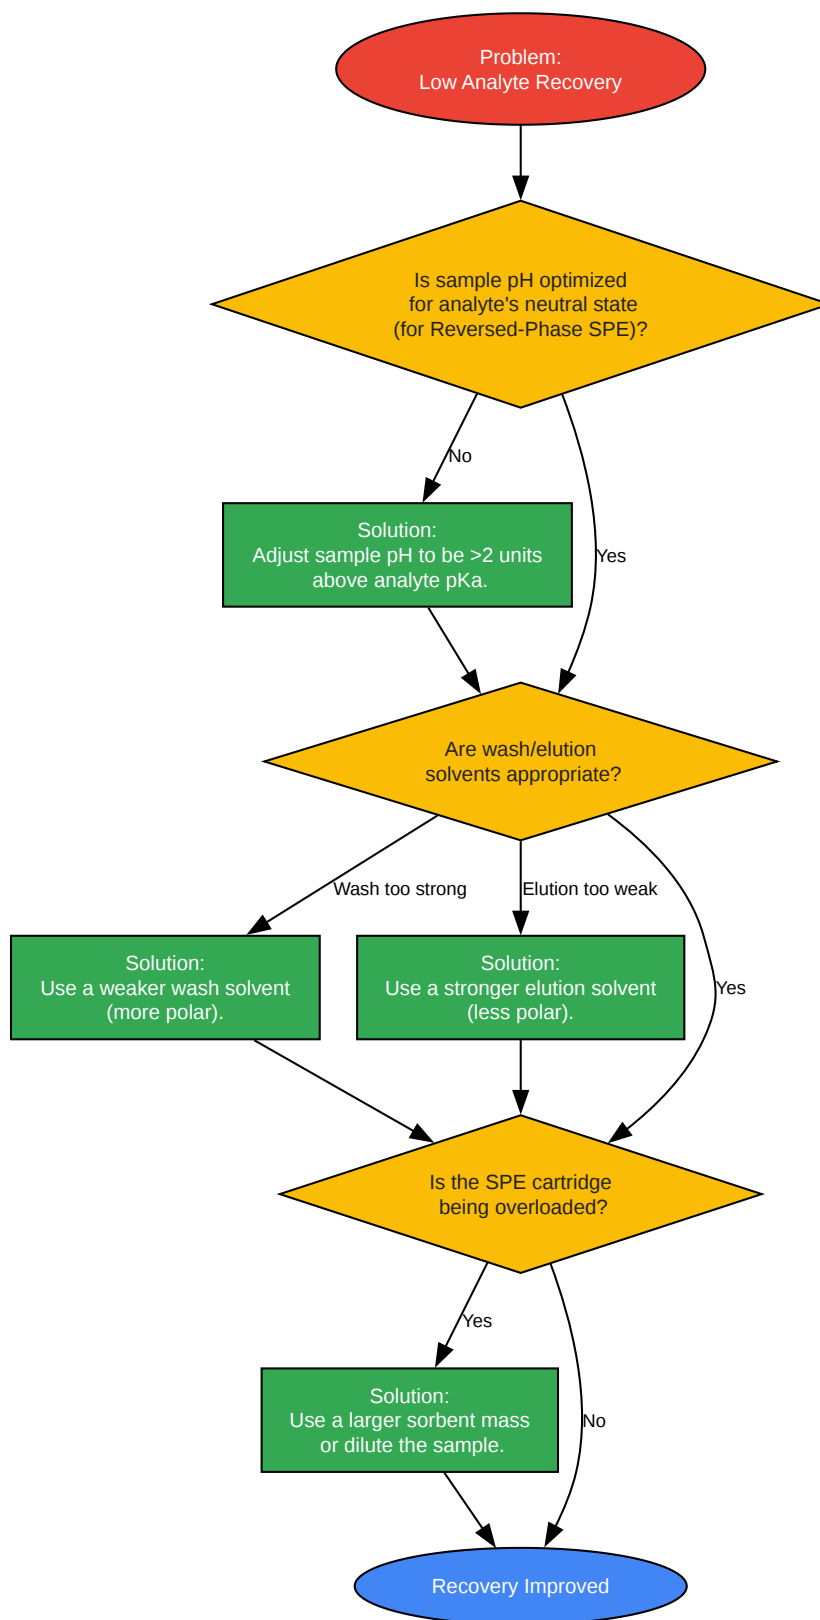 Problem:
Low Analyte Recovery
Is sample pH optimized
for analyte's neutral state
(for Reversed-Phase SPE)?
No
Solution:
Adjust sample pH to be >2 units
above analyte pKa.
Yes
Are wash/elution
solvents appropriate?
Wash too strong
Elution too weak
Solution:
Use a weaker wash solvent
(more polar).
Solution:
Use a stronger elution solvent
(less polar).
Yes
Is the SPE cartridge
being overloaded?
Yes
Solution:
Use a larger sorbent mass
or dilute the sample.
No
Recovery Improved